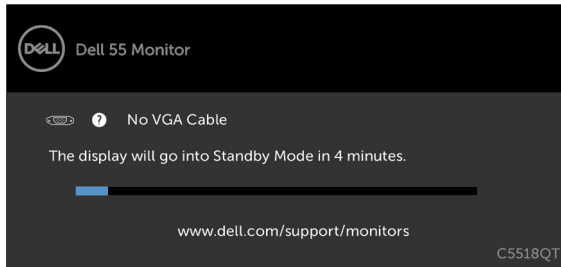 DELL Dell 55 Monitor
? No VGA Cable
The display will go into Standby Mode in 4 minutes.
www.dell.com/support/monitors
C5518QT